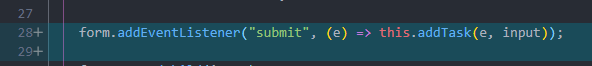 27
28+ form.addEventListener("submit", (e) => this.addTask(e, input));
29+